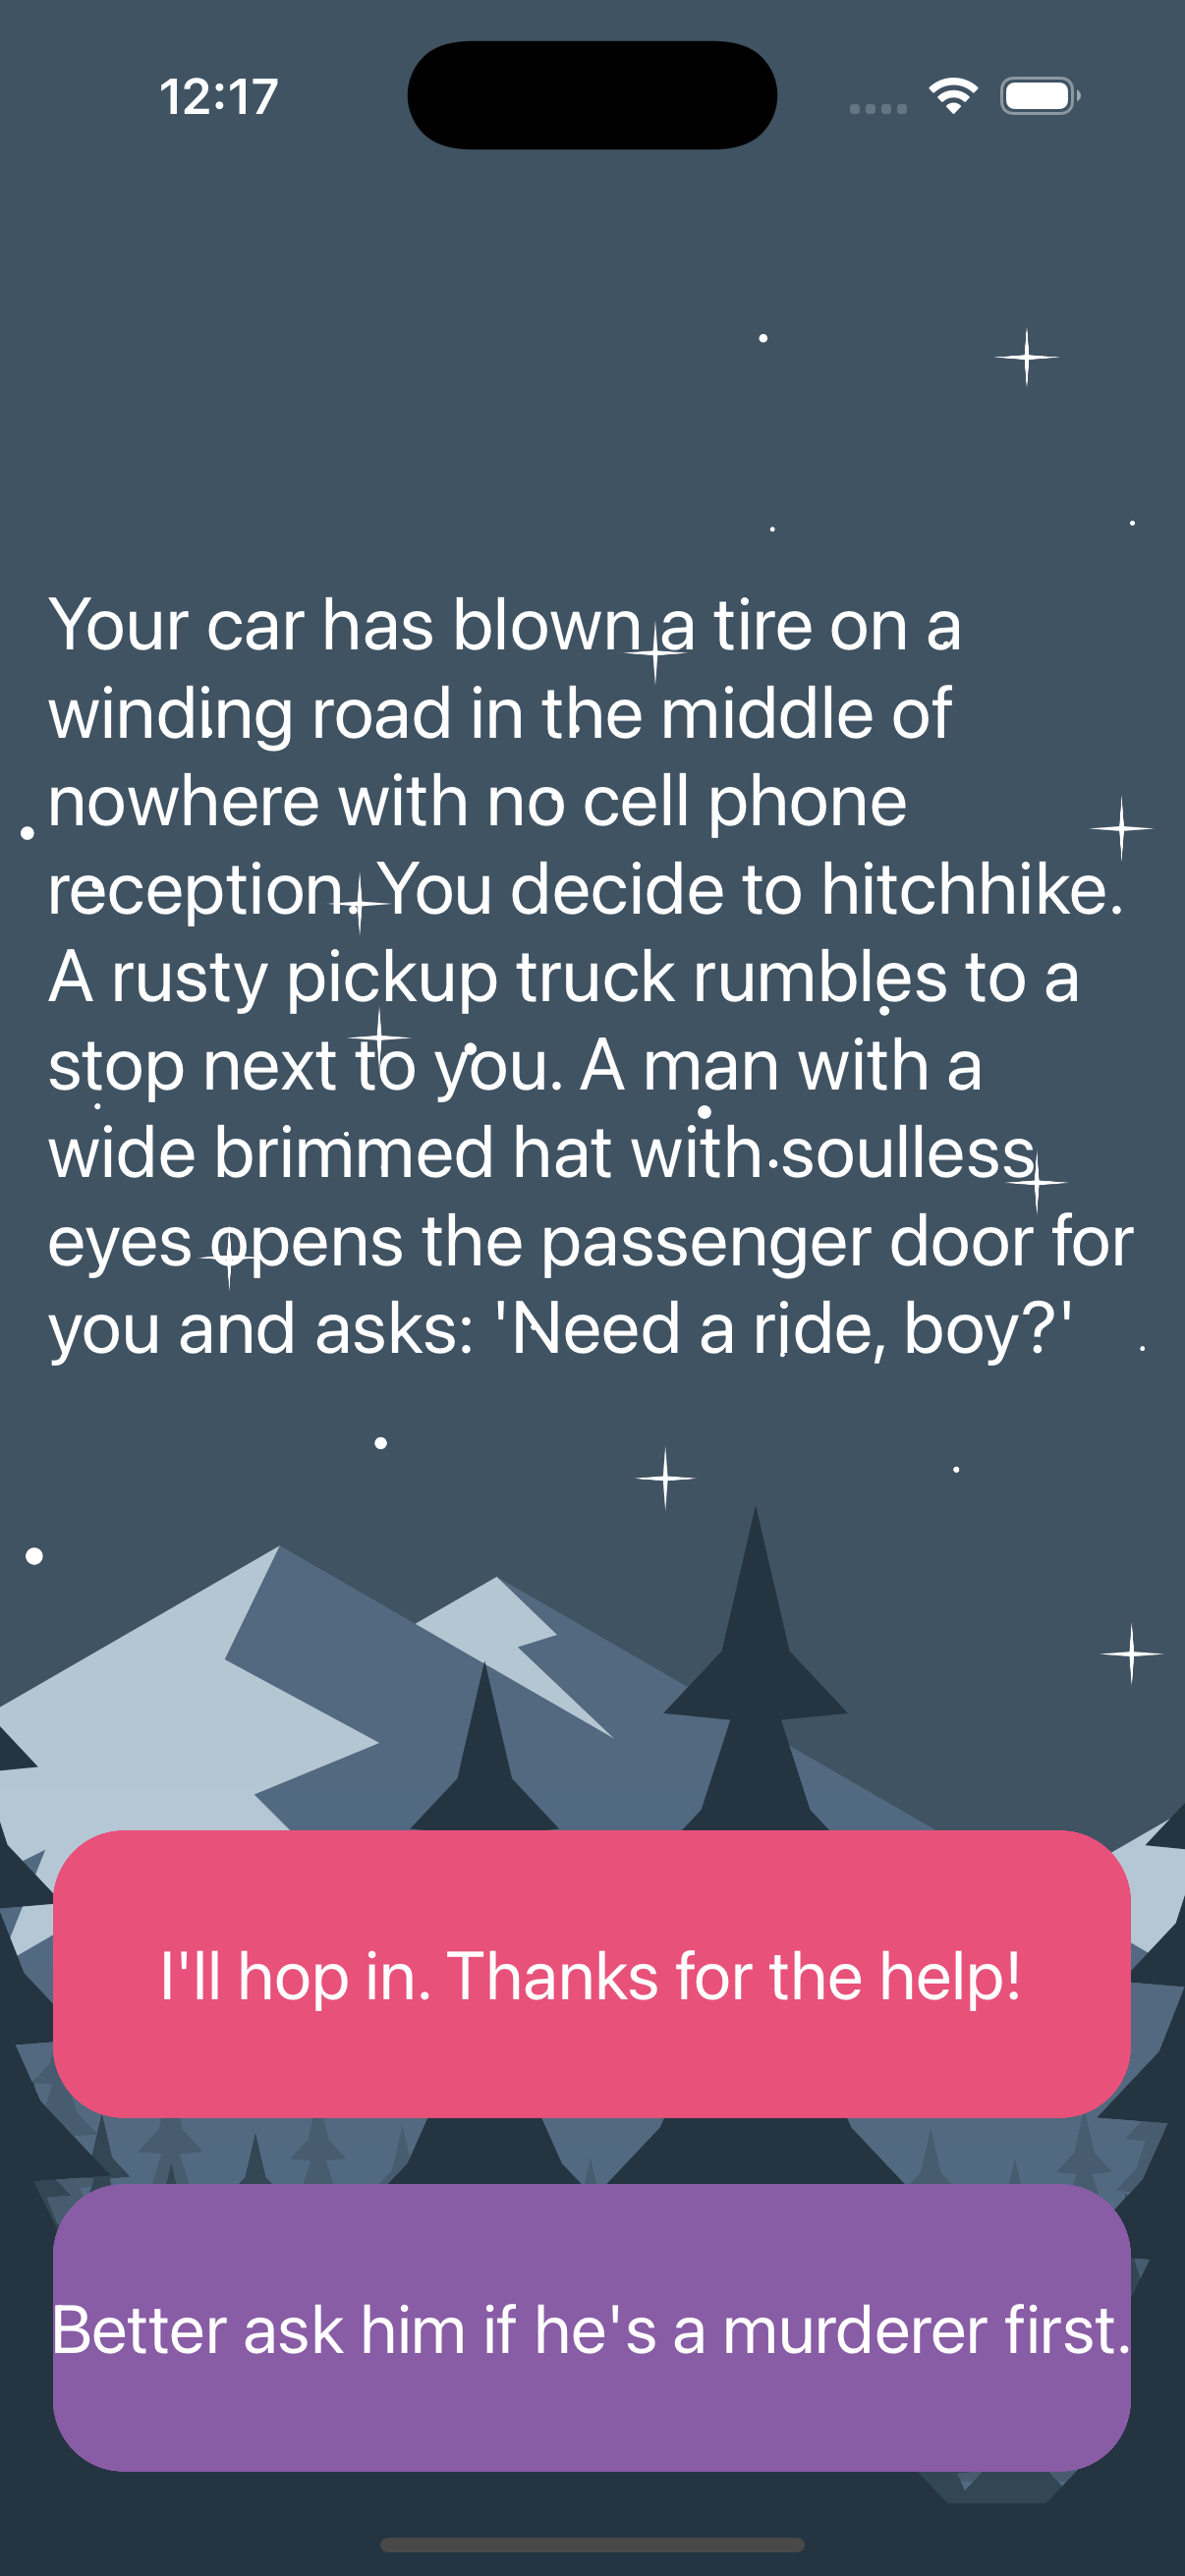 12:17
Your car has blown a tire on a
winding road in the middle of
nowhere with no cell phone
reception. You decide to hitchhike.
A rusty pickup truck rumbles to a
stop next to you. A man with a
wide brimmed hat with soulless
eyes opens the passenger door for
you and asks: 'Need a ride, boy?'
I'll hop in. Thanks for the help!
Better ask him if he's a murderer first.